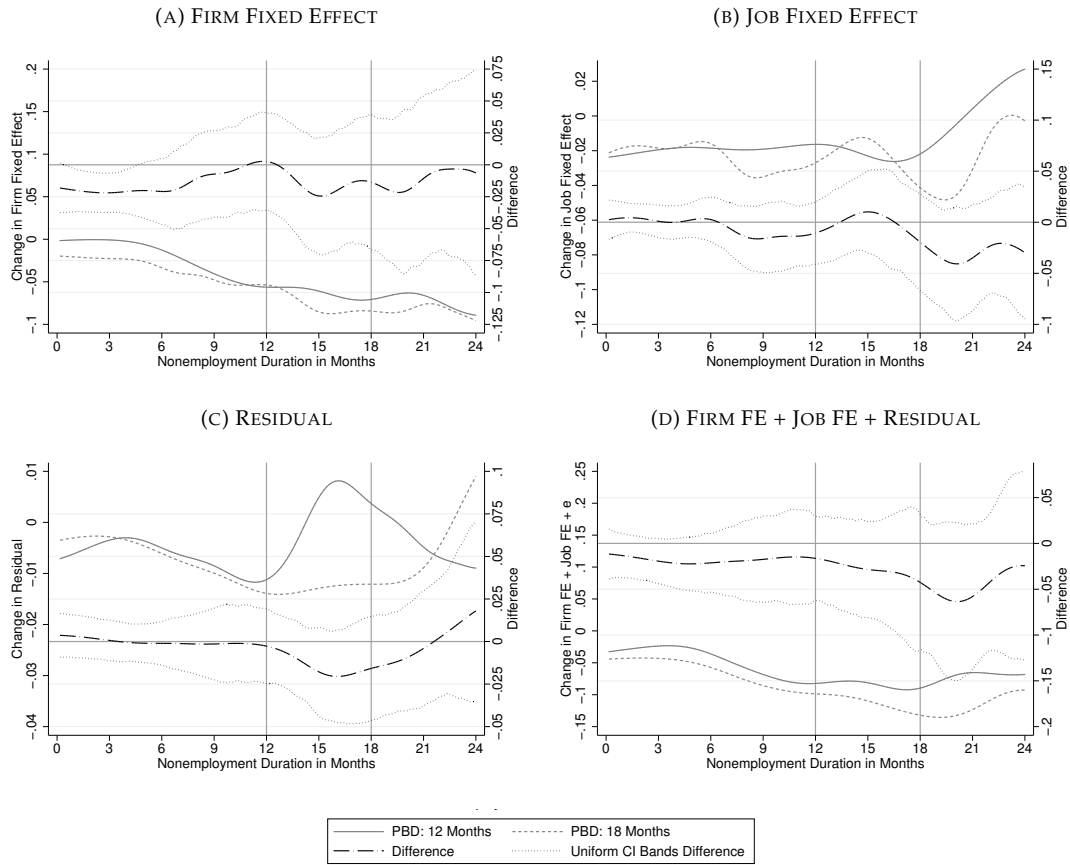 (A) FIRM FIXED EFFECT
Change in Firm Fixed Effect
-.1 -.05 0 .05 .1 .15 .2
-.125 -.1 -.075 -.05 -.025 0 .025 .05 .075
Difference
0 3 6 9 12 15 18 21 24
Nonemployment Duration in Months
(B) JOB FIXED EFFECT
Change in Job Fixed Effect
-.12 -.1 -.08 -.06 -.04 -.02 0 .02
-.1 -.05 0 .05 .1 .15
Difference
0 3 6 9 12 15 18 21 24
Nonemployment Duration in Months
(C) RESIDUAL
Change in Residual
-.04 -.03 -.02 -.01 0 .01
-.05 -.025 0 .025 .05 .075 .1
Difference
0 3 6 9 12 15 18 21 24
Nonemployment Duration in Months
(D) FIRM FE + JOB FE + RESIDUAL
Change in Firm FE + Job FE + e
-.15 -.1 -.05 0 .05 .1 .15 .2 .25
-.2 -.15 -.1 -.05 0 .05
Difference
0 3 6 9 12 15 18 21 24
Nonemployment Duration in Months
PBD: 12 Months PBD: 18 Months
Difference Uniform CI Bands Difference